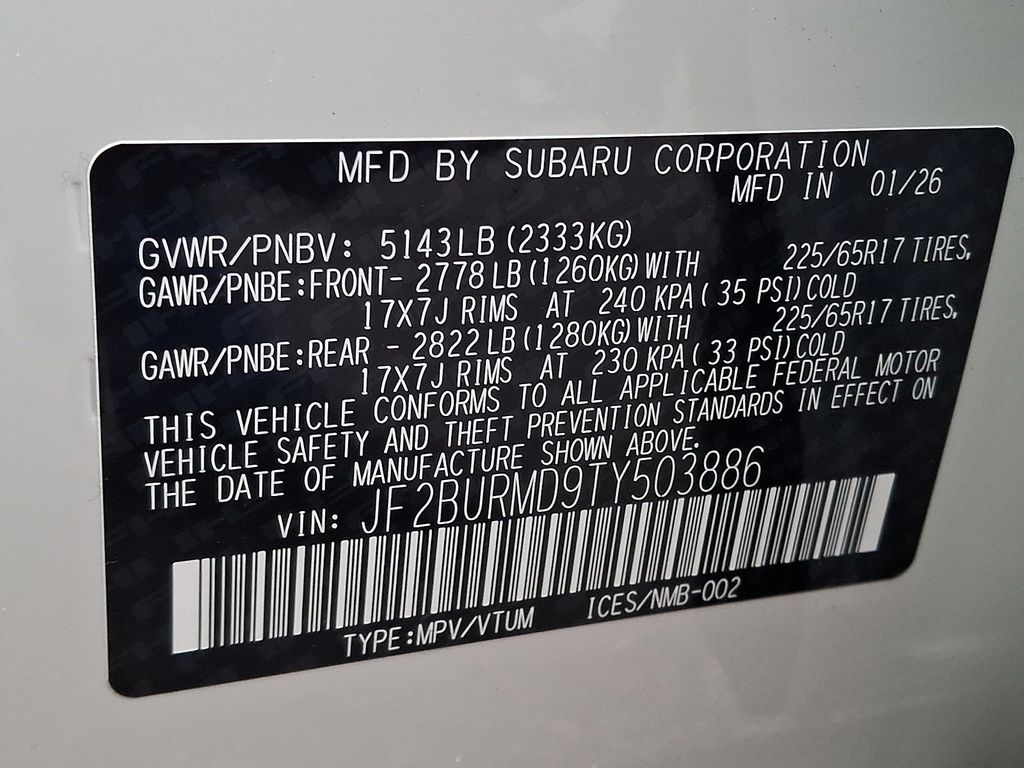 MFD BY SUBARU CORPORATION
MFD IN 01/26
GVWR/PNBV: 5143LB (2333KG)
GAWR/PNBE:FRONT- 2778LB (1260KG) WITH 225/65R17 TIRES,
17X7J RIMS AT 240 KPA ( 35 PSI) COLD
GAWR/PNBE:REAR - 2822LB (1280KG) WITH 225/65R17 TIRES,
17X7J RIMS AT 230 KPA ( 33 PSI) COLD
THIS VEHICLE CONFORMS TO ALL APPLICABLE FEDERAL MOTOR
VEHICLE SAFETY AND THEFT PREVENTION STANDARDS IN EFFECT ON
THE DATE OF MANUFACTURE SHOWN ABOVE.
VIN: JF2BURMD9TY503886
TYPE:MPV/VTUM ICES/NMB-002